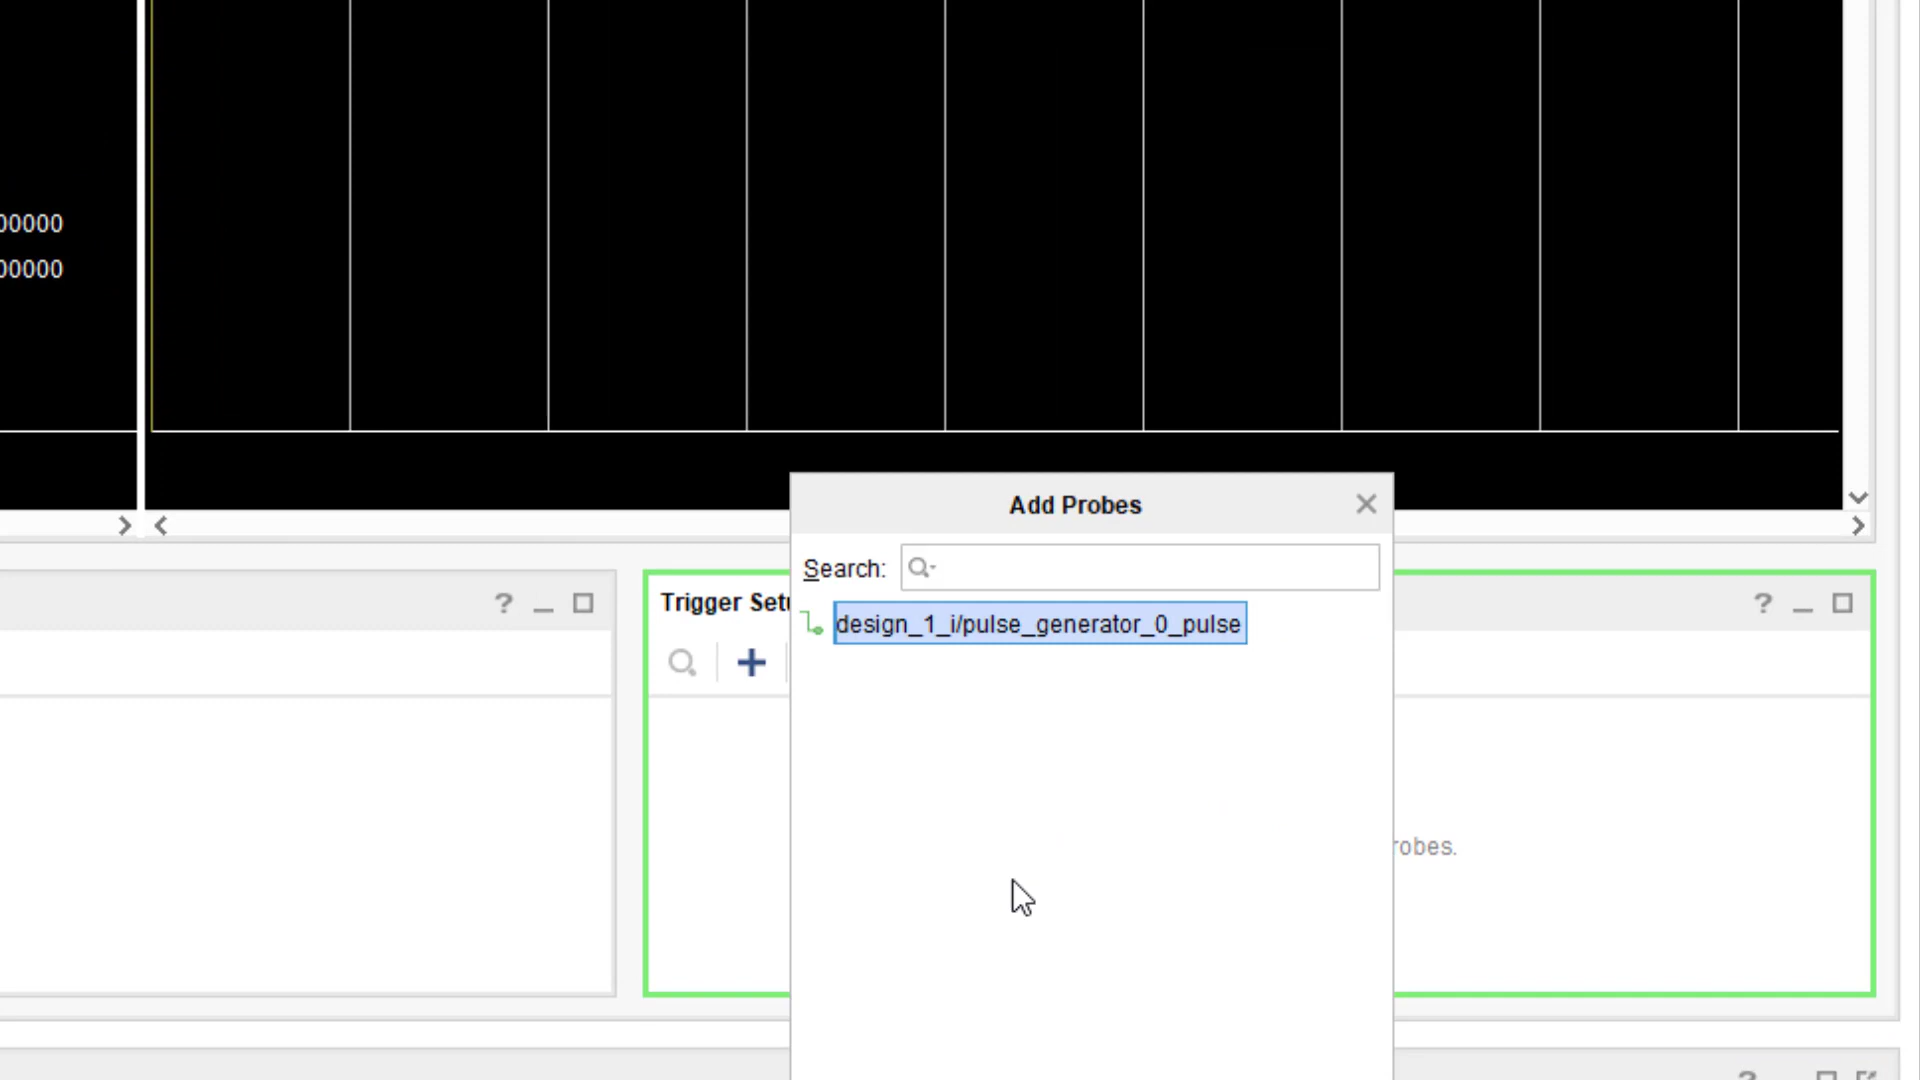 00000
00000
Add Probes
Search:
design_1_i/pulse_generator_0_pulse
Trigger Setu
robes.